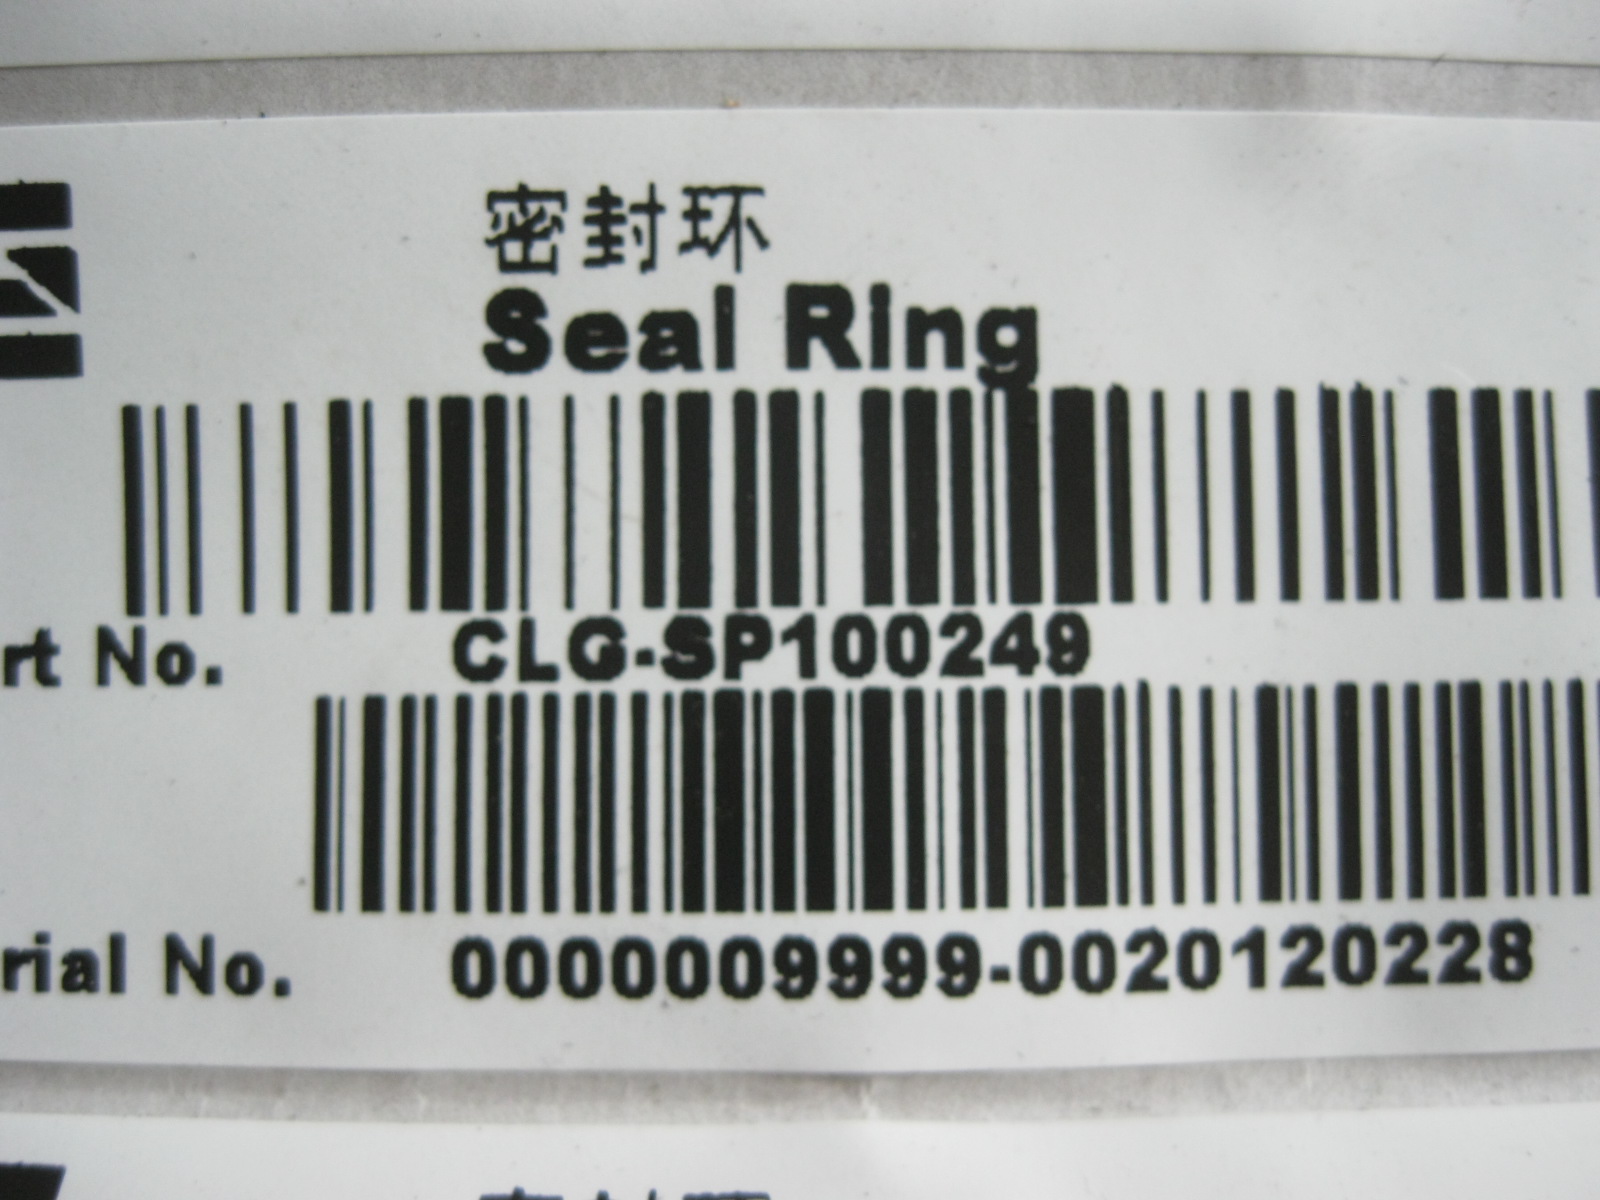 密封环
Seal Ring
rt No. CLG-SP100249
rial No. 0000009999-0020120228